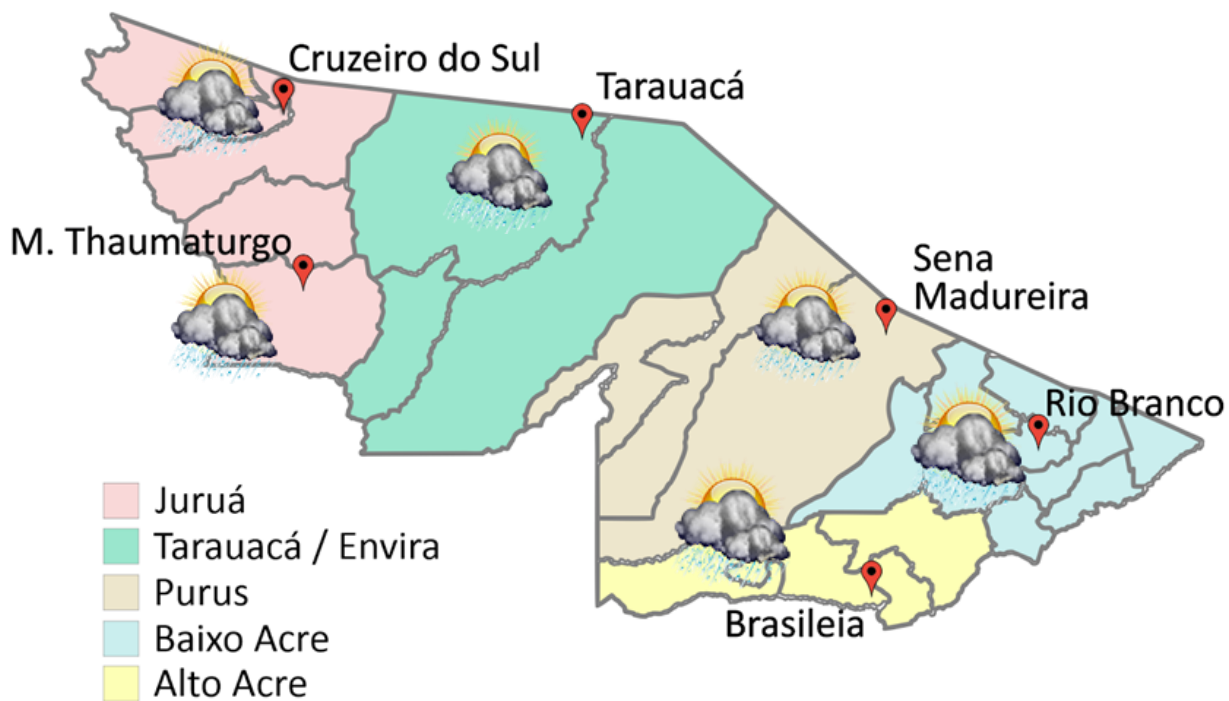 Cruzeiro do Sul
Tarauacá
M. Thaumaturgo
Sena
Madureira
Rio Branco
Brasileia
Juruá
Tarauacá / Envira
Purus
Baixo Acre
Alto Acre